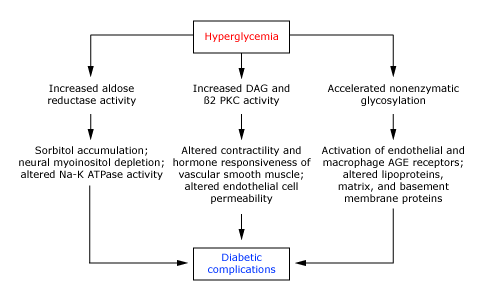 Hyperglycemia
Increased aldose
reductase activity
Increased DAG and
ß2 PKC activity
Accelerated nonenzymatic
glycosylation
Sorbitol accumulation;
neural myoinositol depletion;
altered Na-K ATPase activity
Altered contractility and
hormone responsiveness of
vascular smooth muscle;
altered endothelial cell
permeability
Activation of endothelial and
macrophage AGE receptors;
altered lipoproteins,
matrix, and basement
membrane proteins
Diabetic
complications